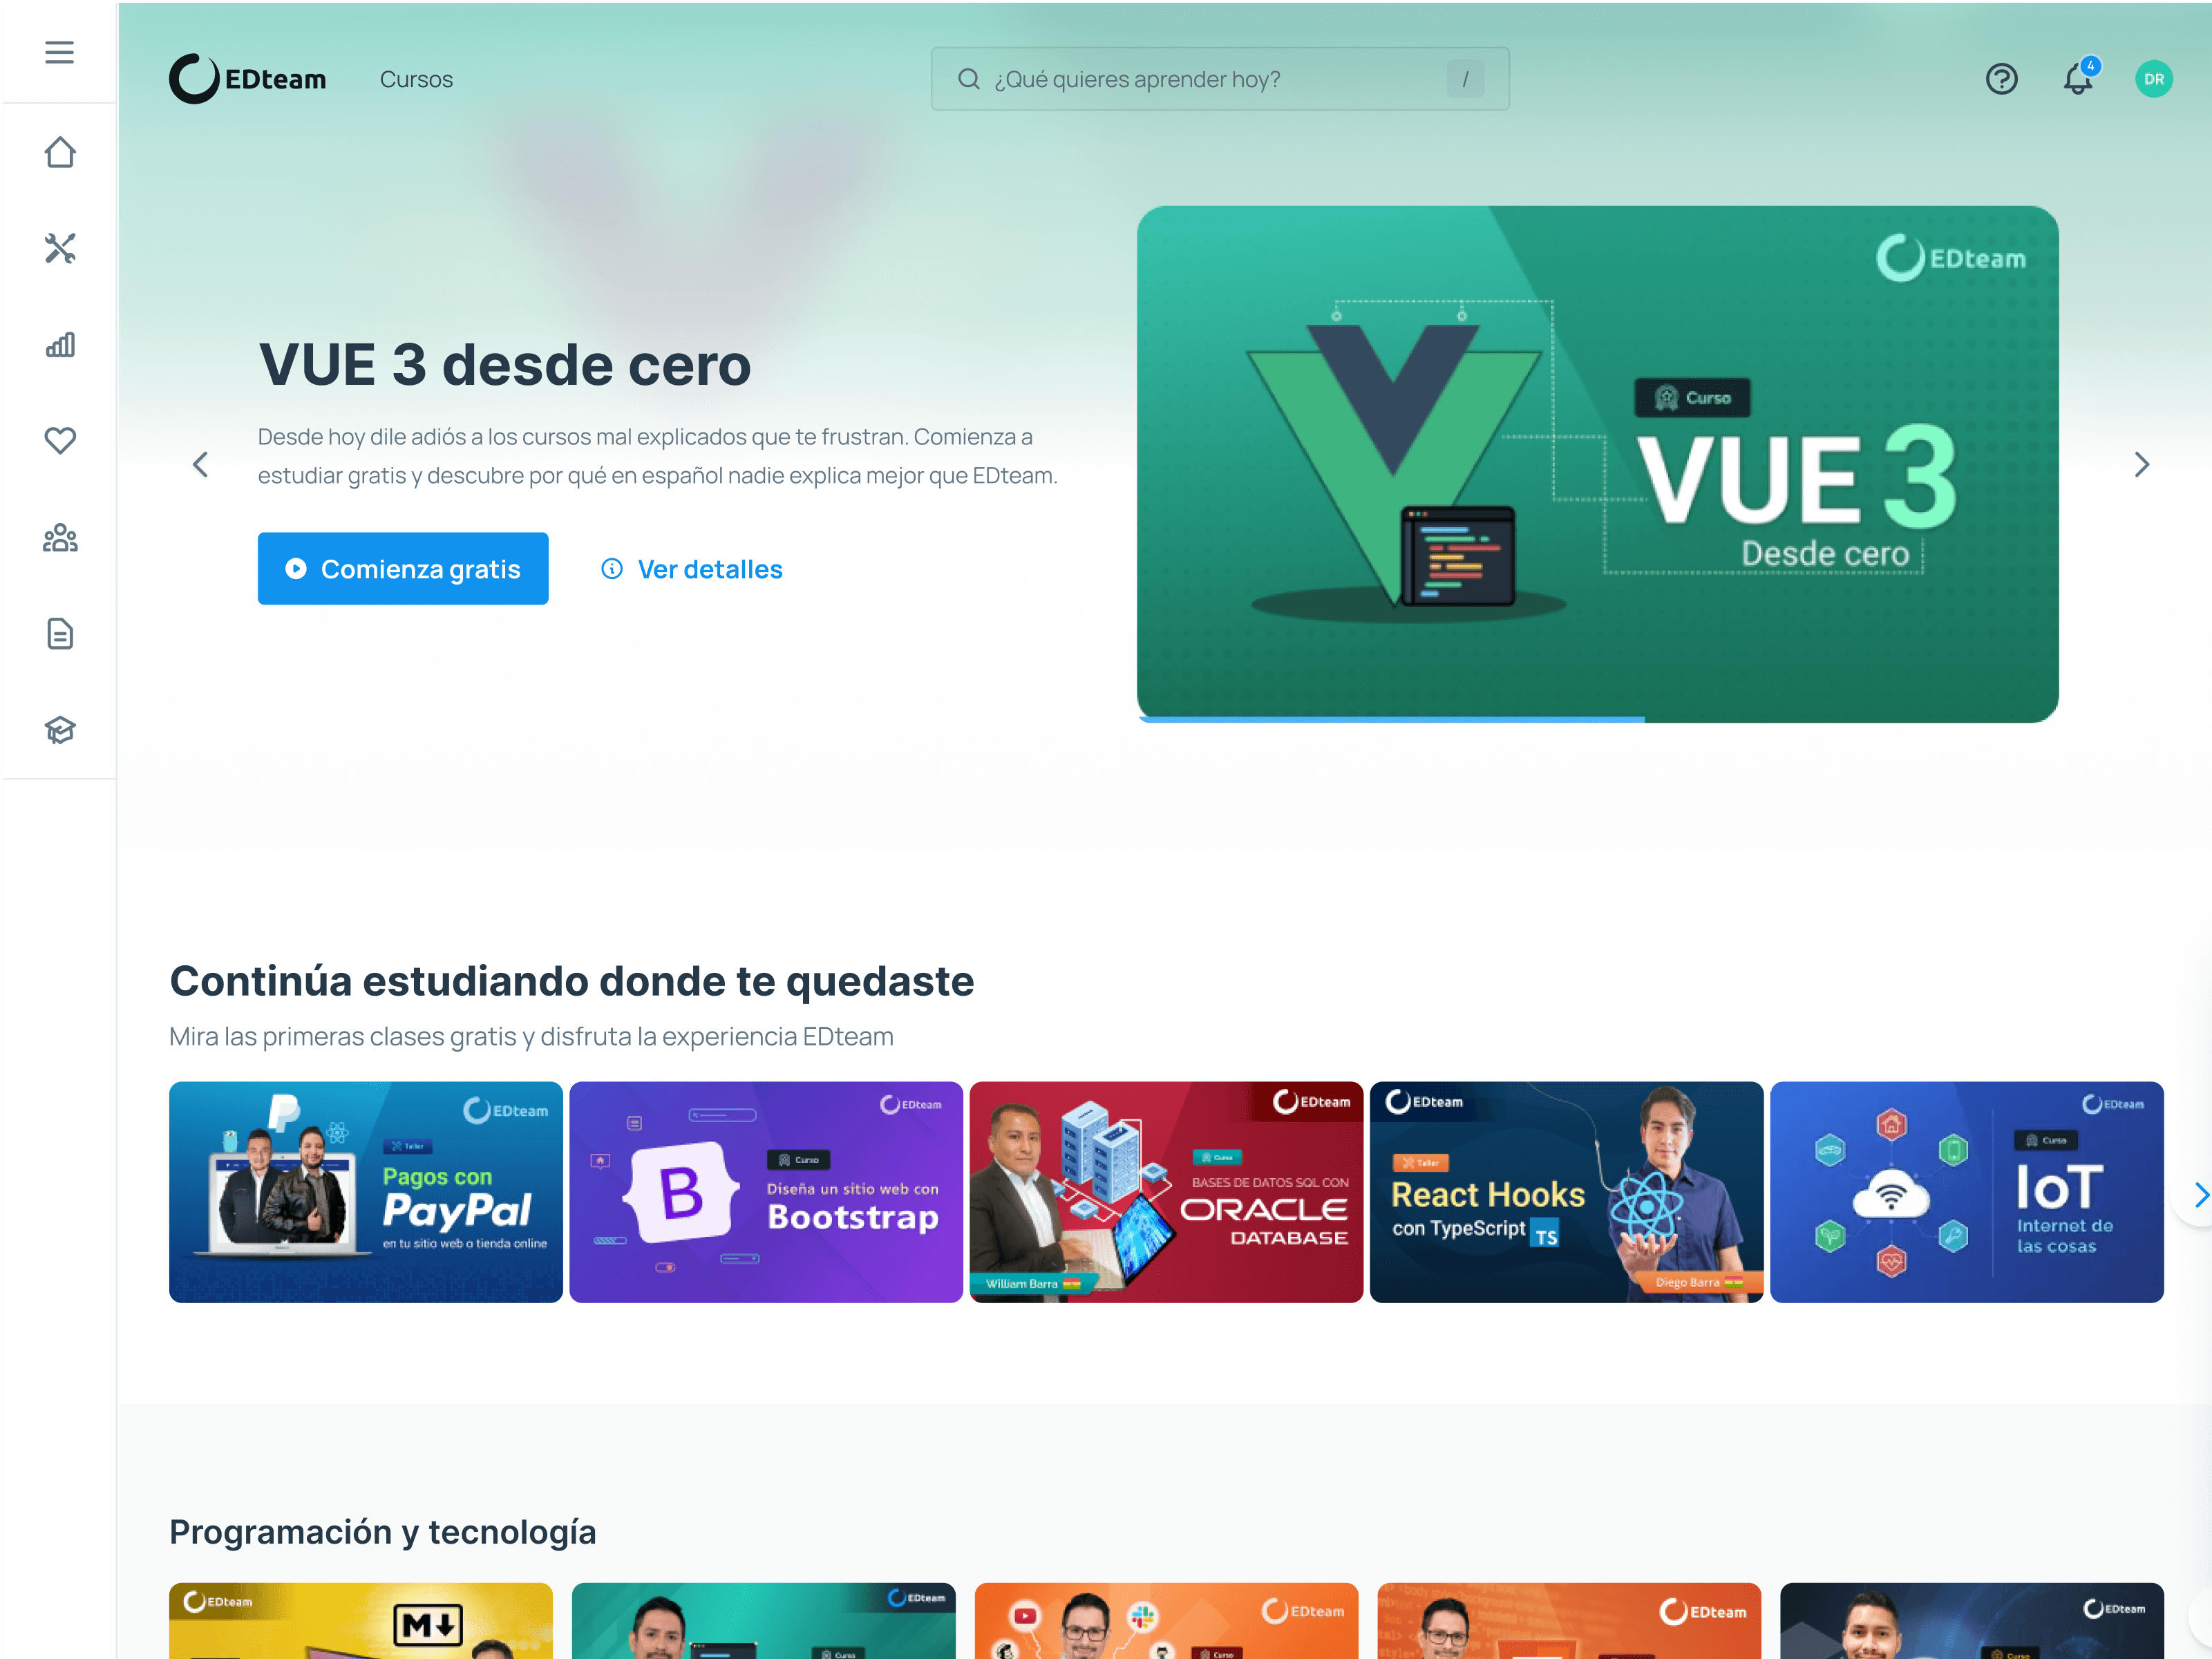 EDteam
Cursos
¿Qué quieres aprender hoy?
/
4
DR
VUE 3 desde cero
Desde hoy dile adiós a los cursos mal explicados que te frustran. Comienza a
estudiar gratis y descubre por qué en español nadie explica mejor que EDteam.
Comienza gratis
Ver detalles
EDteam
Curso
VUE 3
Desde cero
Continúa estudiando donde te quedaste
Mira las primeras clases gratis y disfruta la experiencia EDteam
EDteam
Taller
Pagos con
PayPal
en tu sitio web o tienda online
EDteam
Curso
B
Diseña un sitio web con
Bootstrap
EDteam
Curso
BASES DE DATOS SQL CON
ORACLE
DATABASE
William Barra
EDteam
Taller
React Hooks
con TypeScript TS
Diego Barra
EDteam
Curso
IoT
Internet de
las cosas
Programación y tecnología
EDteam
M
EDteam
Curso
EDteam
Curso
EDteam
EDteam
Curso